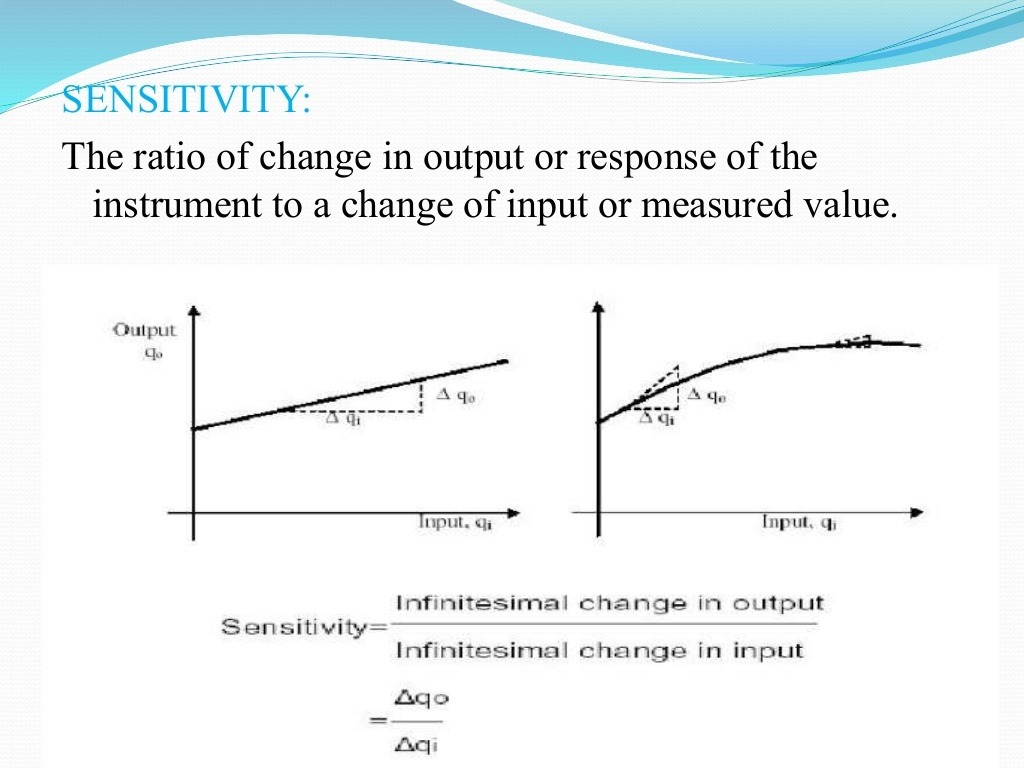 SENSITIVITY:
The ratio of change in output or response of the
instrument to a change of input or measured value.
Output
qₒ
Δ qₒ
Δ qᵢ
Input, qᵢ
Δ qₒ
Δ qᵢ
Input, qᵢ
Infinitesimal change in output
Sensitivity=
Infinitesimal change in input
Δqo
=
Δqi